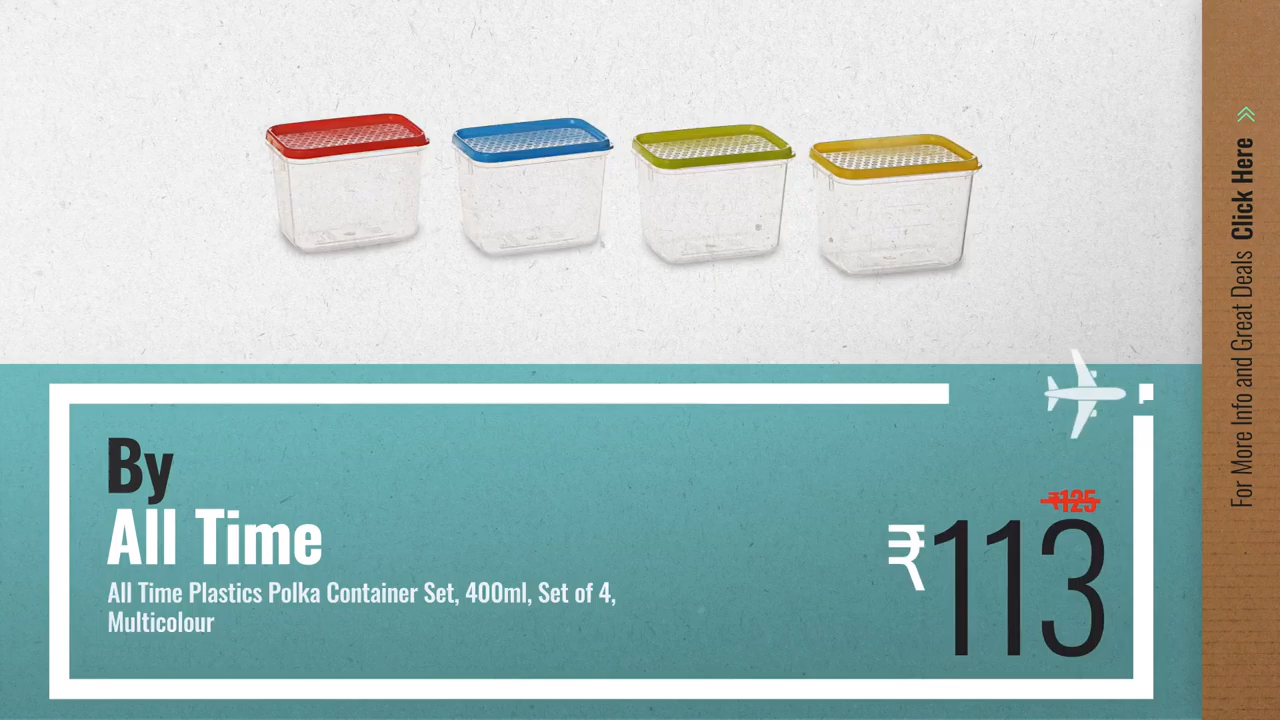 By
All Time
All Time Plastics Polka Container Set, 400ml, Set of 4,
Multicolour
₹125
₹113
For More Info and Great Deals Click Here